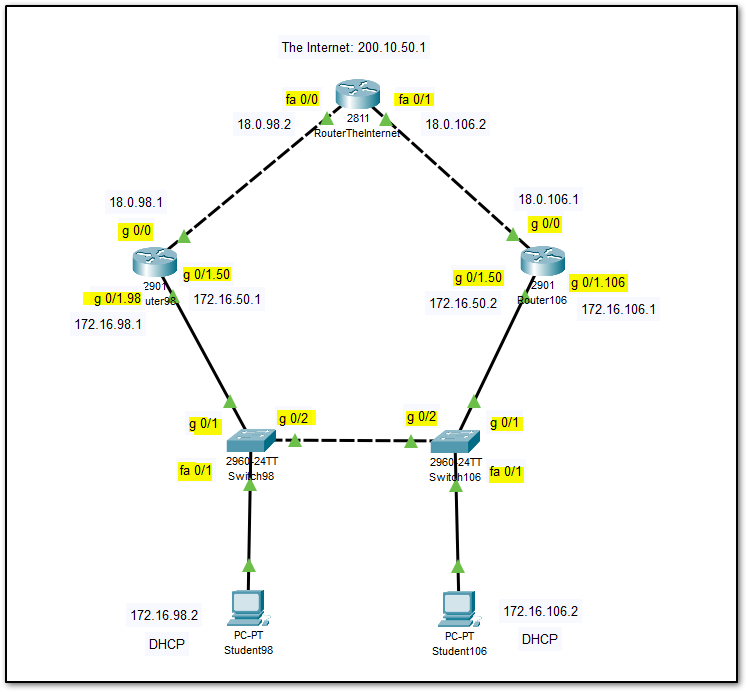 The Internet: 200.10.50.1
fa 0/0
fa 0/1
2811
RouterTheInternet
18.0.98.2
18.0.106.2
18.0.98.1
18.0.106.1
g 0/0
g 0/0
g 0/1.50
g 0/1.50
2901
2901
g 0/1.106
g 0/1.98
uter98
Router106
172.16.50.1
172.16.50.2
172.16.106.1
172.16.98.1
g 0/1
g 0/2
g 0/2
g 0/1
2960-24TT
Switch98
2960-24TT
Switch106
fa 0/1
fa 0/1
172.16.98.2
DHCP
PC-PT
Student98
PC-PT
Student106
172.16.106.2
DHCP